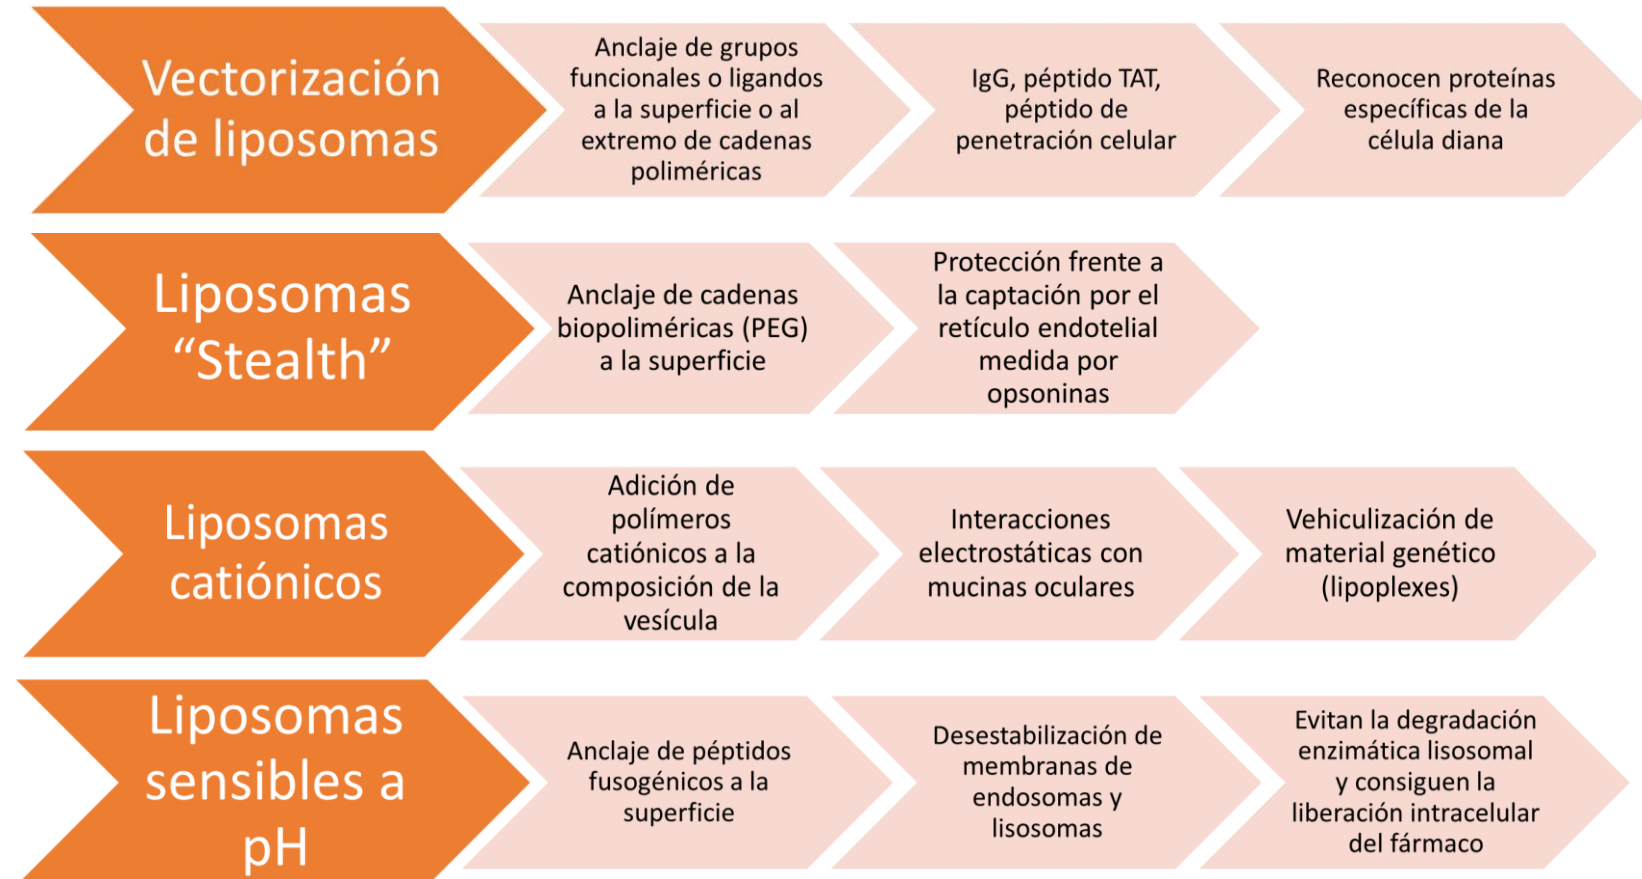 Vectorización
de liposomas
Anclaje de grupos
funcionales o ligandos
a la superficie o al
extremo de cadenas
poliméricas
IgG, péptido TAT,
péptido de
penetración celular
Reconocen proteínas
específicas de la
célula diana
Liposomas
“Stealth”
Anclaje de cadenas
biopoliméricas (PEG)
a la superficie
Protección frente a
la captación por el
retículo endotelial
medida por
opsoninas
Liposomas
catiónicos
Adición de
polímeros
catiónicos a la
composición de la
vesícula
Interacciones
electrostáticas con
mucinas oculares
Vehiculización de
material genético
(lipoplexes)
Liposomas
sensibles a
pH
Anclaje de péptidos
fusogénicos a la
superficie
Desestabilización de
membranas de
endosomas y
lisosomas
Evitan la degradación
enzimática lisosomal
y consiguen la
liberación intracelular
del fármaco